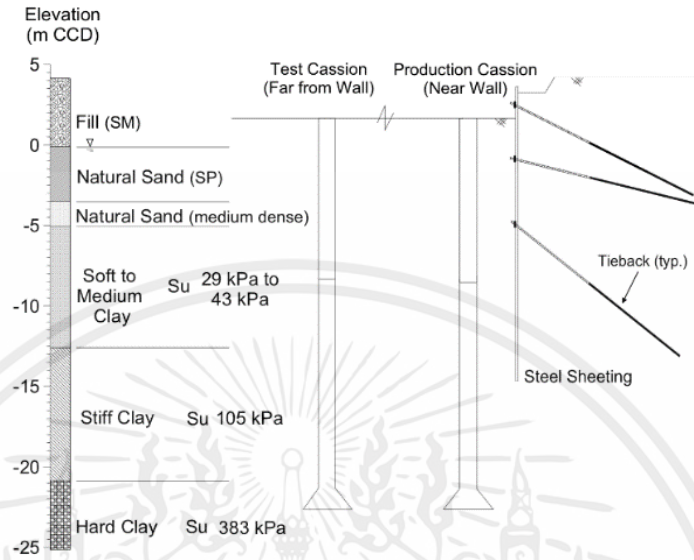 Elevation
(m CCD)
5
0
-5
-10
-15
-20
-25
Fill (SM)
Natural Sand (SP)
Natural Sand (medium dense)
Soft to
Medium
Clay
Su 29 kPa to
43 kPa
Stiff Clay Su 105 kPa
Hard Clay Su 383 kPa
Test Cassion
(Far from Wall)
Production Cassion
(Near Wall)
Tieback (typ.)
Steel Sheeting